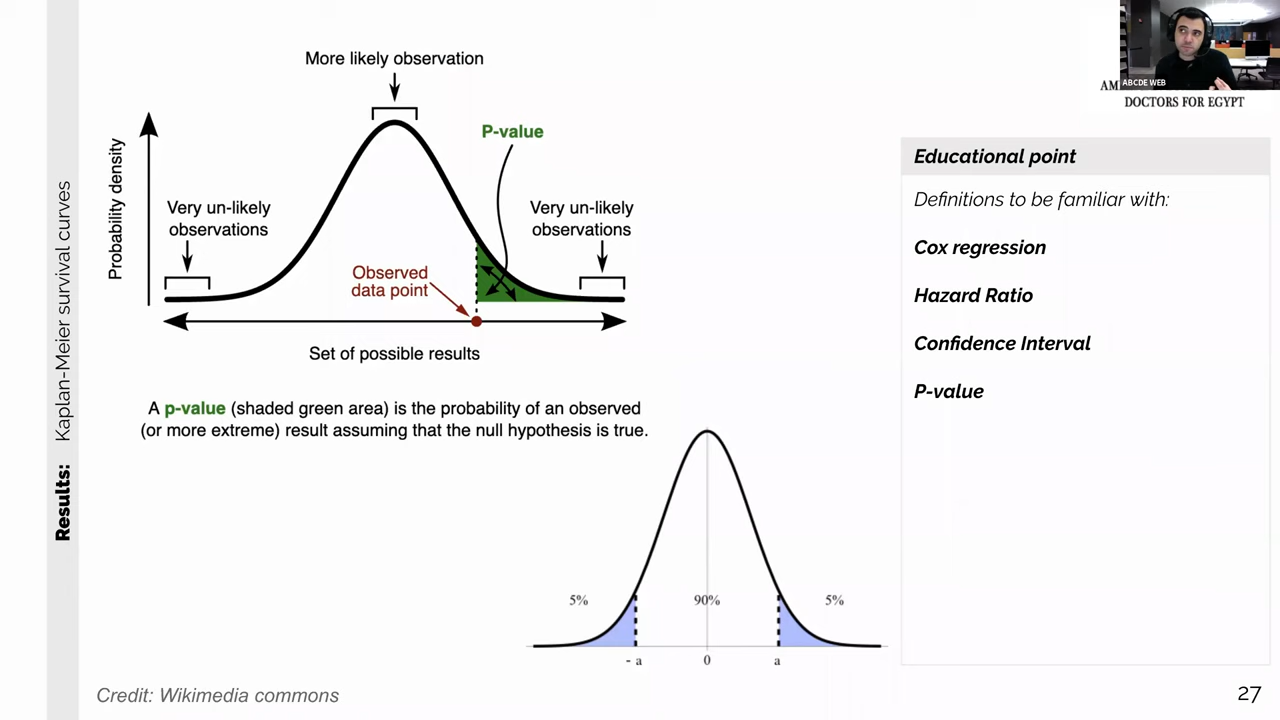 More likely observation
P-value
Probability density
Very un-likely
observations
Very un-likely
observations
Observed
data point
Set of possible results
A p-value (shaded green area) is the probability of an observed
(or more extreme) result assuming that the null hypothesis is true.
5%
90%
5%
- a
0
a
Results: Kaplan-Meier survival curves
Credit: Wikimedia commons
ABCDE WEB
AM
DOCTORS FOR EGYPT
Educational point
Definitions to be familiar with:
Cox regression
Hazard Ratio
Confidence Interval
P-value
27